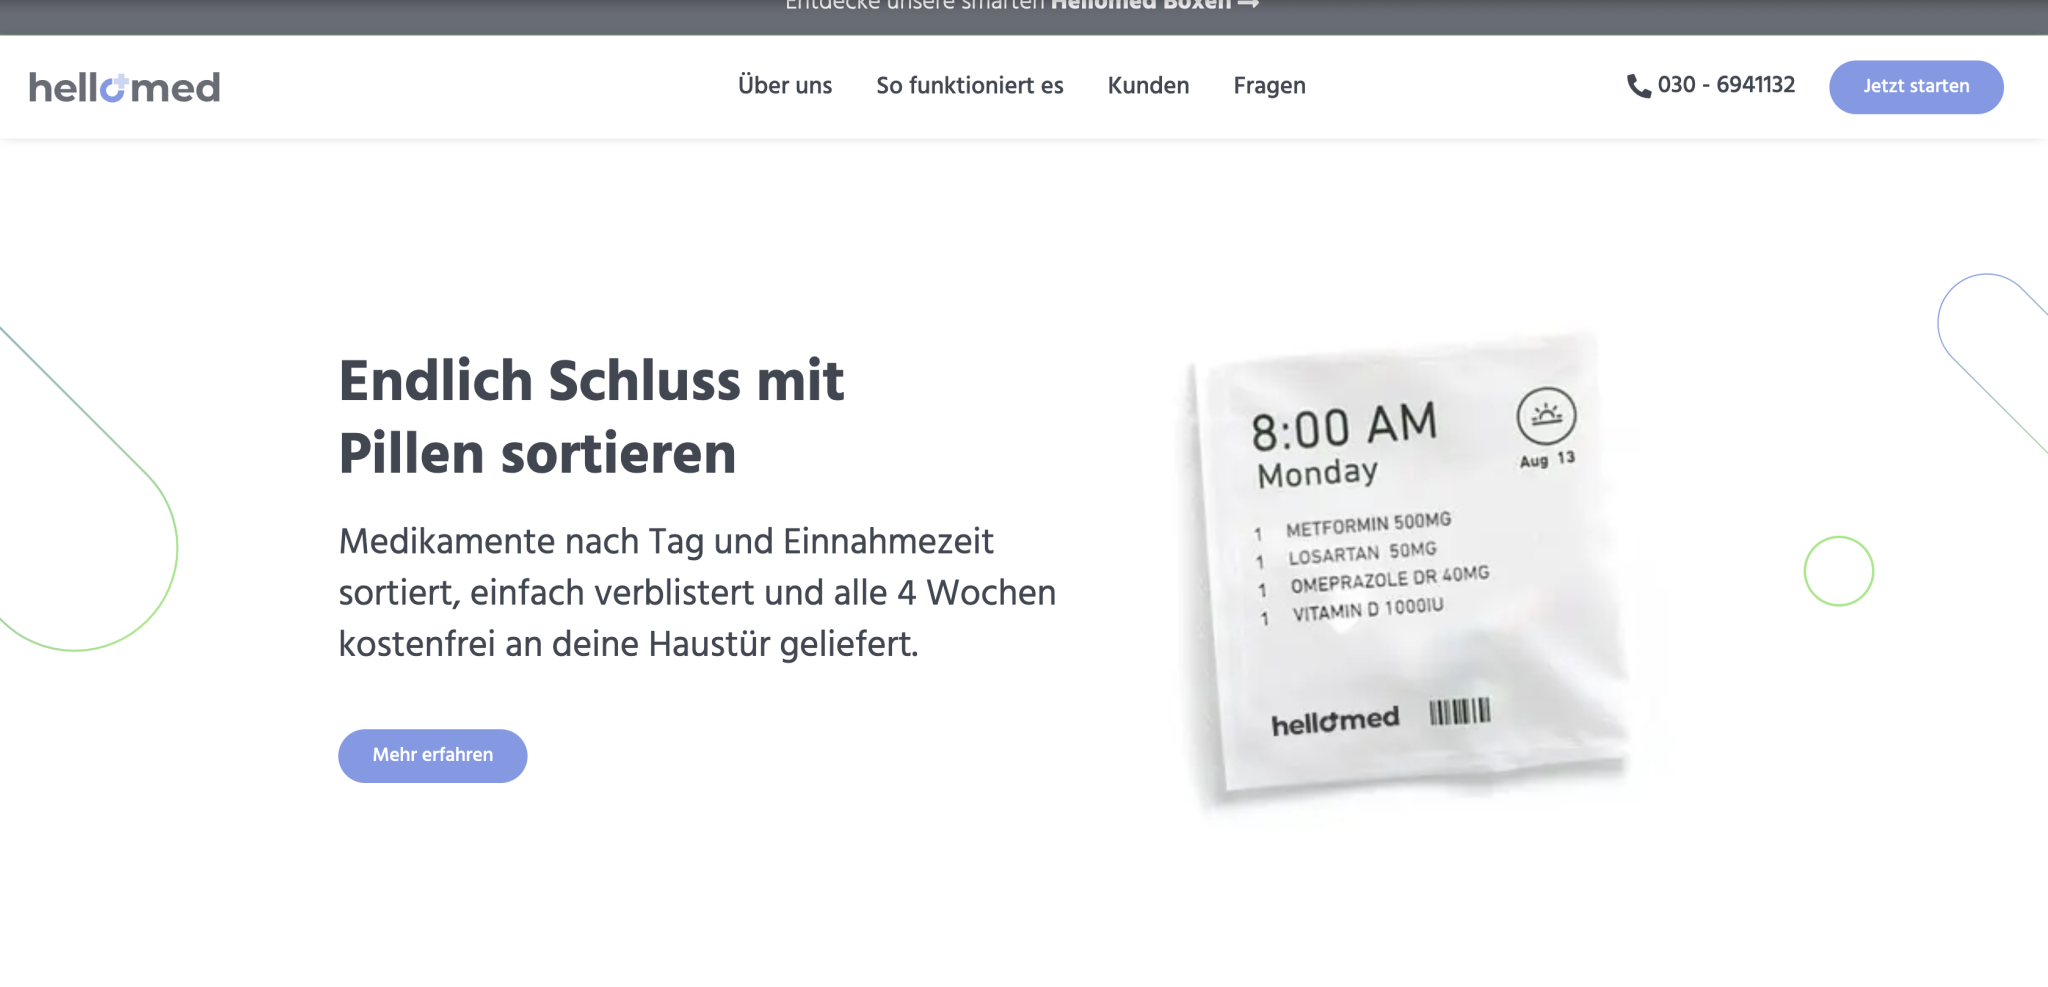 Entdecke unsere smarten Hellomed Boxen →
hellomed
Über uns
So funktioniert es
Kunden
Fragen
030 - 6941132
Jetzt starten
Endlich Schluss mit
Pillen sortieren
Medikamente nach Tag und Einnahmezeit
sortiert, einfach verblistert und alle 4 Wochen
kostenfrei an deine Haustür geliefert.
Mehr erfahren
8:00 AM
Monday
Aug 13
1 METFORMIN 500MG
1 LOSARTAN 50MG
1 OMEPRAZOLE DR 40MG
1 VITAMIN D 1000IU
hellomed